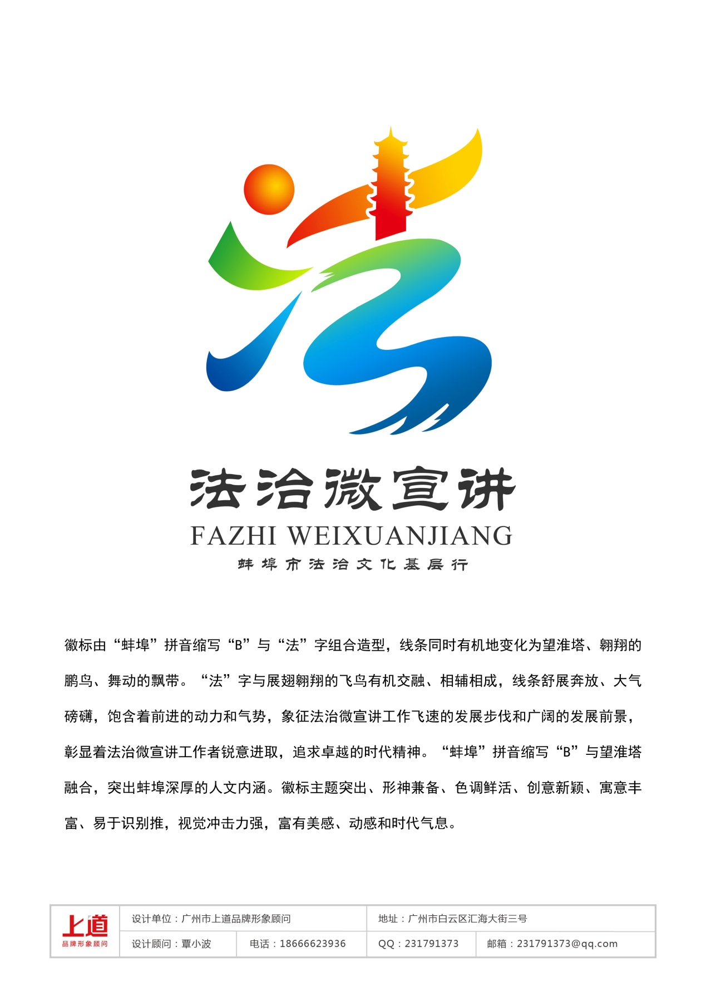 法治微宣讲
FAZHI WEIXUANJIANG
蚌埠市法治文化基层行
徽标由“蚌埠”拼音缩写“B”与“法”字组合造型，线条同时有机地变化为望淮塔、翱翔的
鹏鸟、舞动的飘带。“法”字与展翅翱翔的飞鸟有机交融、相辅相成，线条舒展奔放、大气
磅礴，饱含着前进的动力和气势，象征法治微宣讲工作飞速的发展步伐和广阔的发展前景，
彰显着法治微宣讲工作者锐意进取，追求卓越的时代精神。“蚌埠”拼音缩写“B”与望淮塔
融合，突出蚌埠深厚的人文内涵。徽标主题突出、形神兼备、色调鲜活、创意新颖、寓意丰
富、易于识别推，视觉冲击力强，富有美感、动感和时代气息。
上道
品牌形象顾问
设计单位：广州市上道品牌形象顾问
地址：广州市白云区汇海大街三号
设计顾问：覃小波
电话：18666623936
QQ：231791373
邮箱：231791373@qq.com